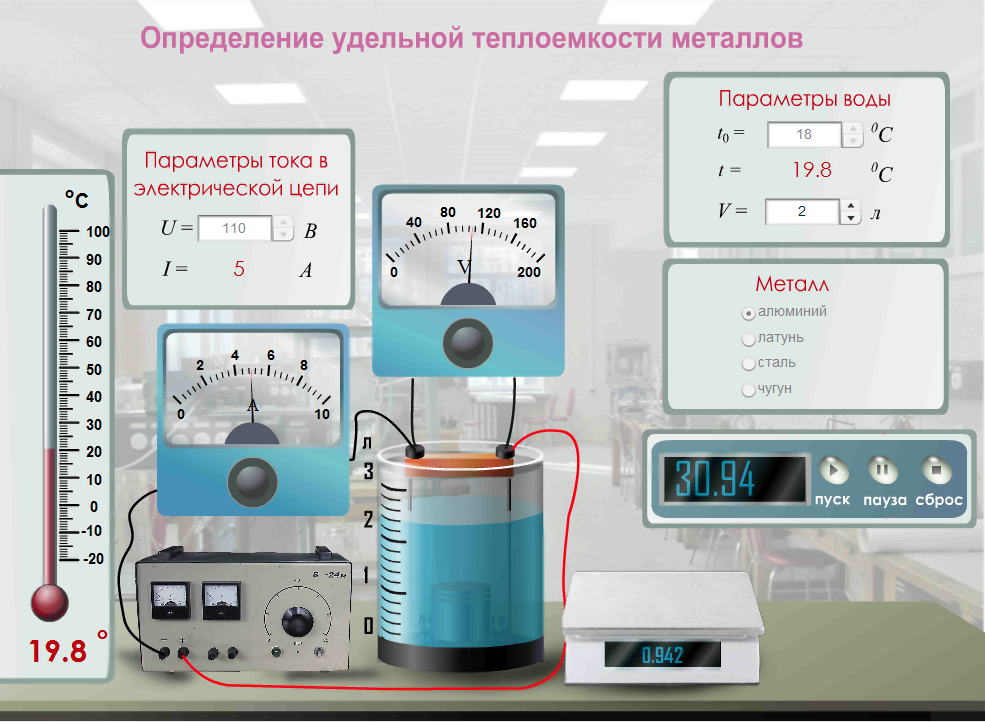 Определение удельной теплоемкости металлов
Параметры воды
t0 = 18 0C
t = 19.8 0C
V = 2 л
Параметры тока в
электрической цепи
U = 110 В
I = 5 А
°C
100
90
80
70
60
50
40
30
20
10
0
-10
-20
19.8 °
0
40
80
120
160
200
V
0
2
4
6
8
10
A
Металл
алюминий
латунь
сталь
чугун
30.94
пуск пауза сброс
л
3
2
1
0
В -24м
0.942